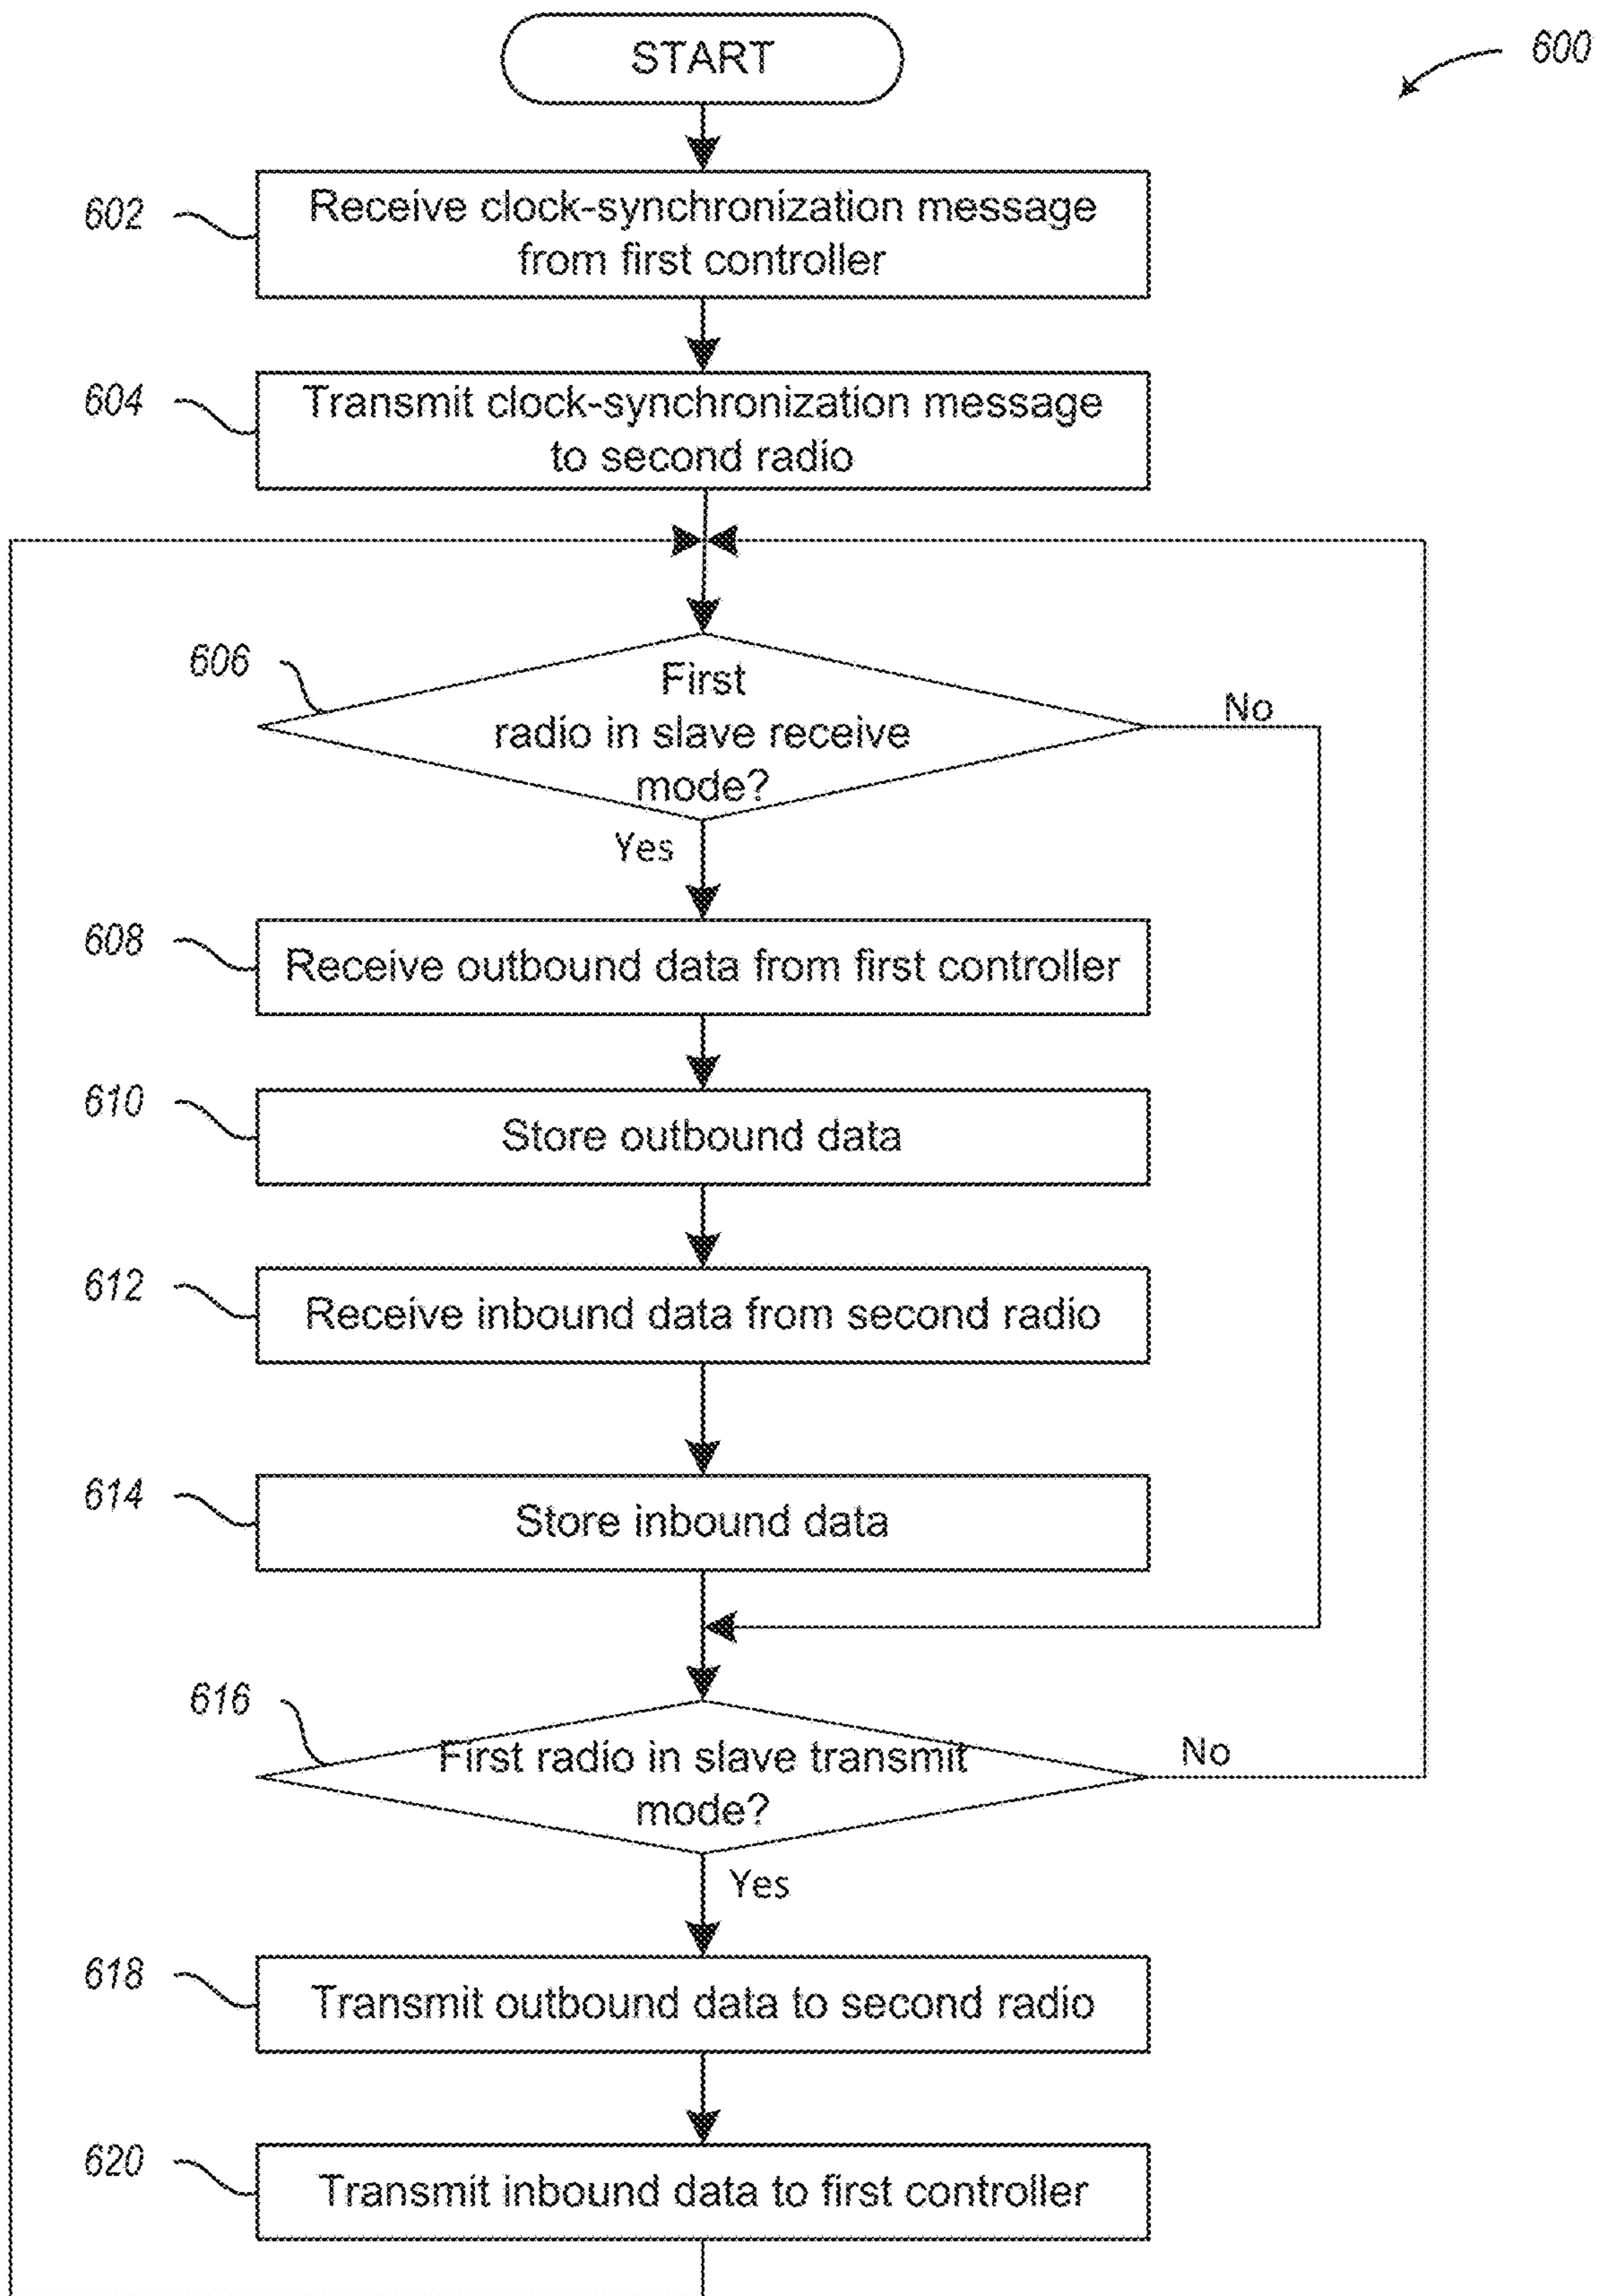 START
600
602
Receive clock-synchronization message
from first controller
604
Transmit clock-synchronization message
to second radio
606
First
radio in slave receive
mode?
No
Yes
608
Receive outbound data from first controller
610
Store outbound data
612
Receive inbound data from second radio
614
Store inbound data
616
First radio in slave transmit
mode?
No
Yes
618
Transmit outbound data to second radio
620
Transmit inbound data to first controller